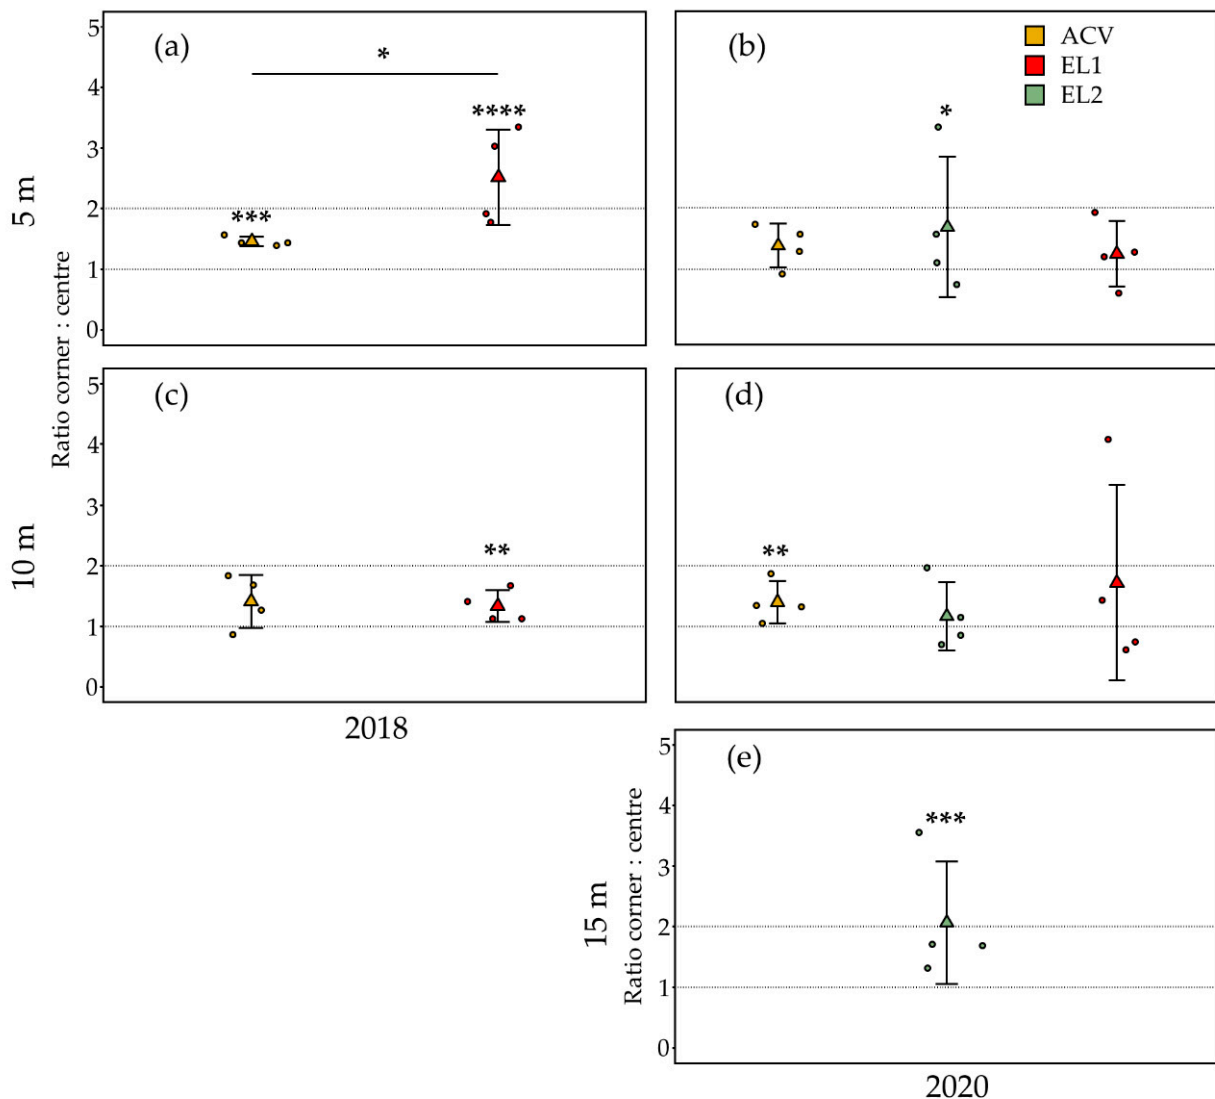 (a)
*
***
****
5
4
3
2
1
0
5 m
(b)
ACV
EL1
EL2
*
Ratio corner : centre
(c)
**
5
4
3
2
1
0
10 m
2018
(d)
**
(e)
***
5
4
3
2
1
0
15 m
Ratio corner : centre
2020